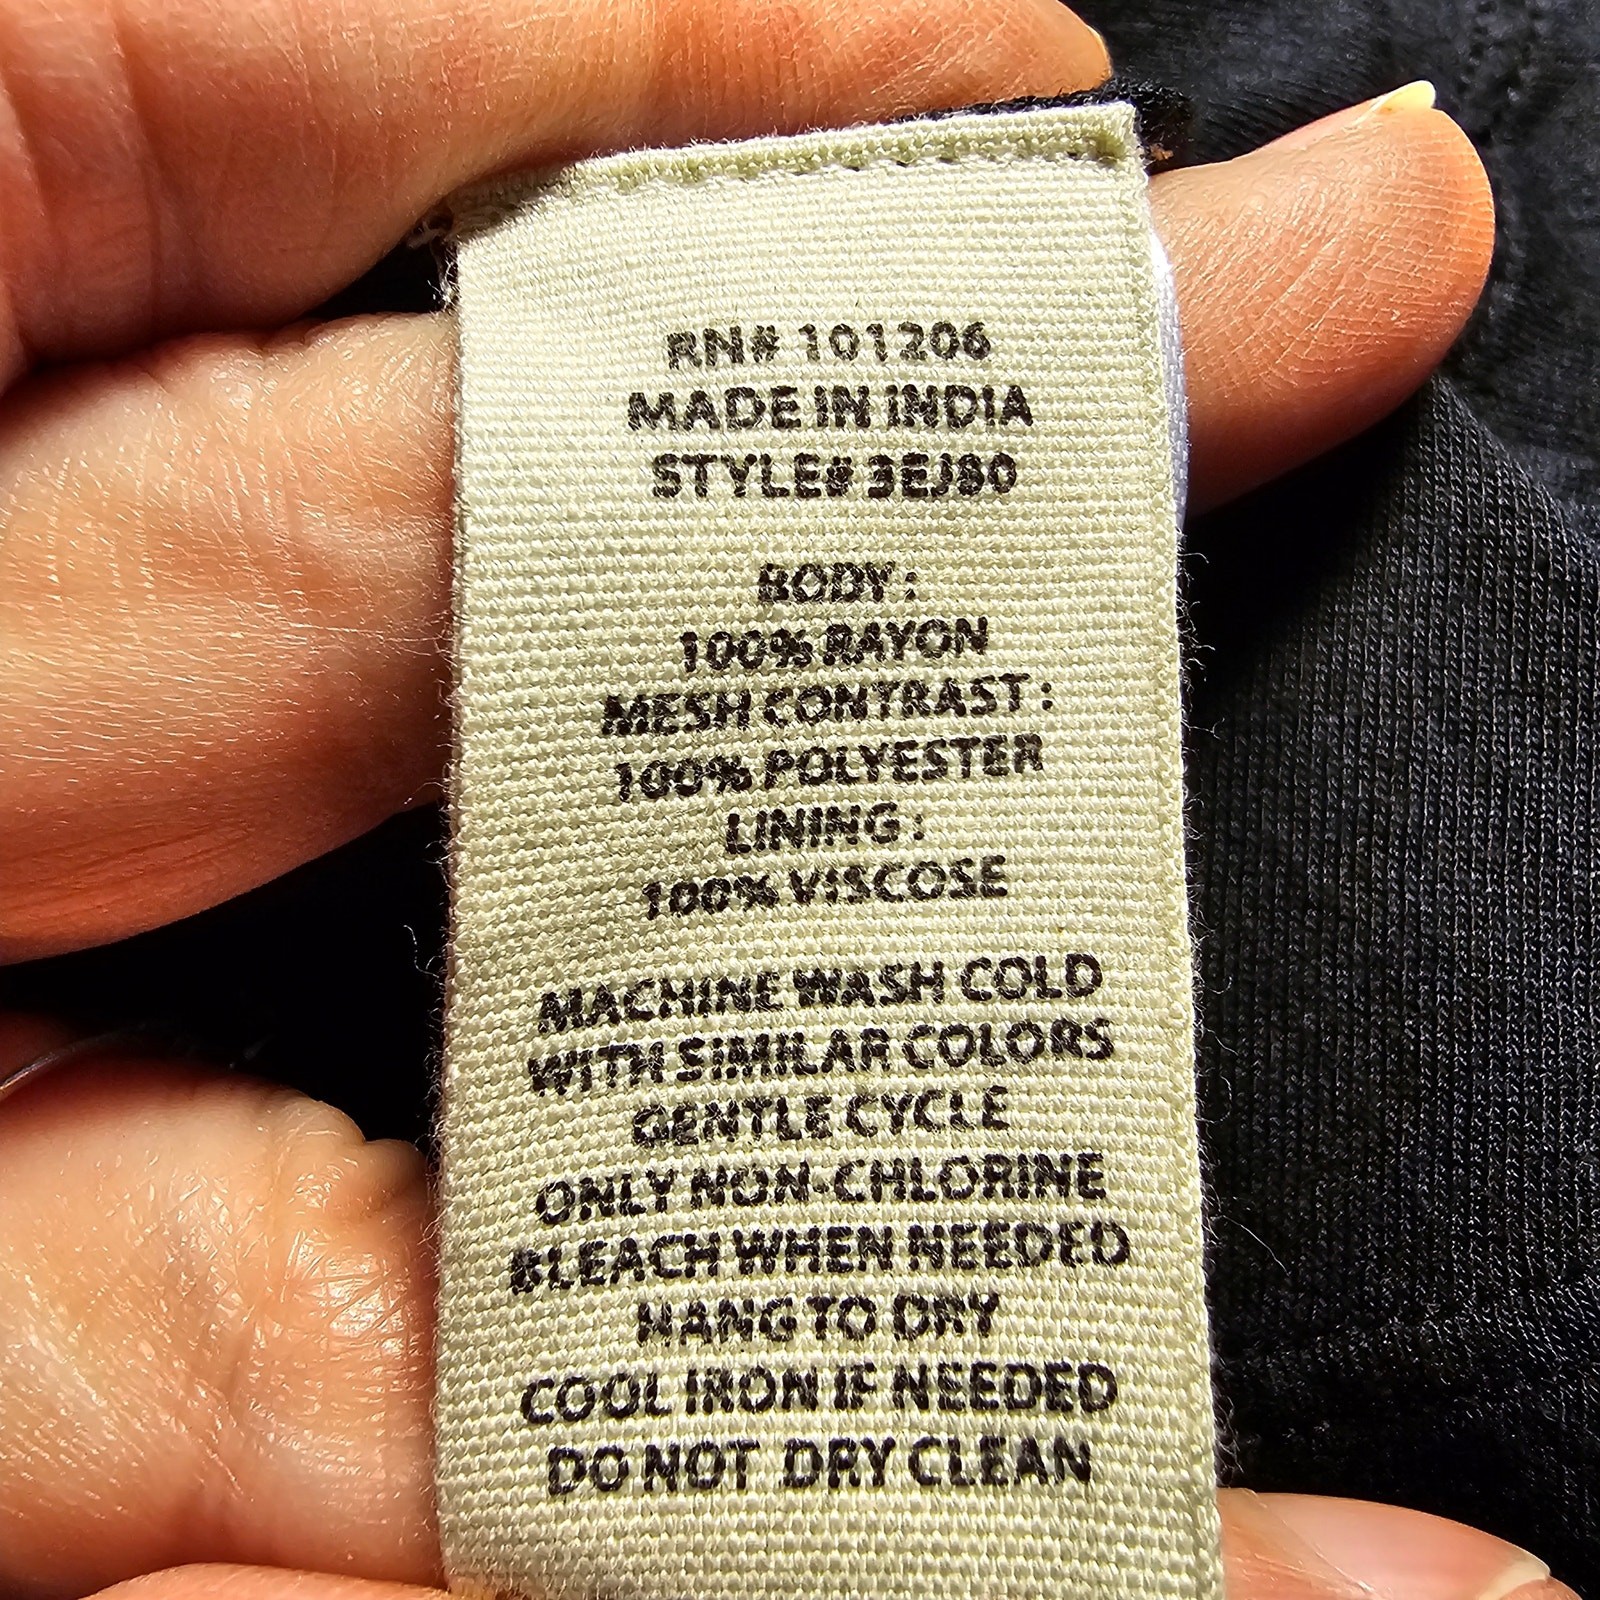 RN# 101206
MADE IN INDIA
STYLE# 3EJ80
BODY :
100% RAYON
MESH CONTRAST :
100% POLYESTER
LINING :
100% VISCOSE
MACHINE WASH COLD
WITH SIMILAR COLORS
GENTLE CYCLE
ONLY NON-CHLORINE
BLEACH WHEN NEEDED
HANG TO DRY
COOL IRON IF NEEDED
DO NOT DRY CLEAN